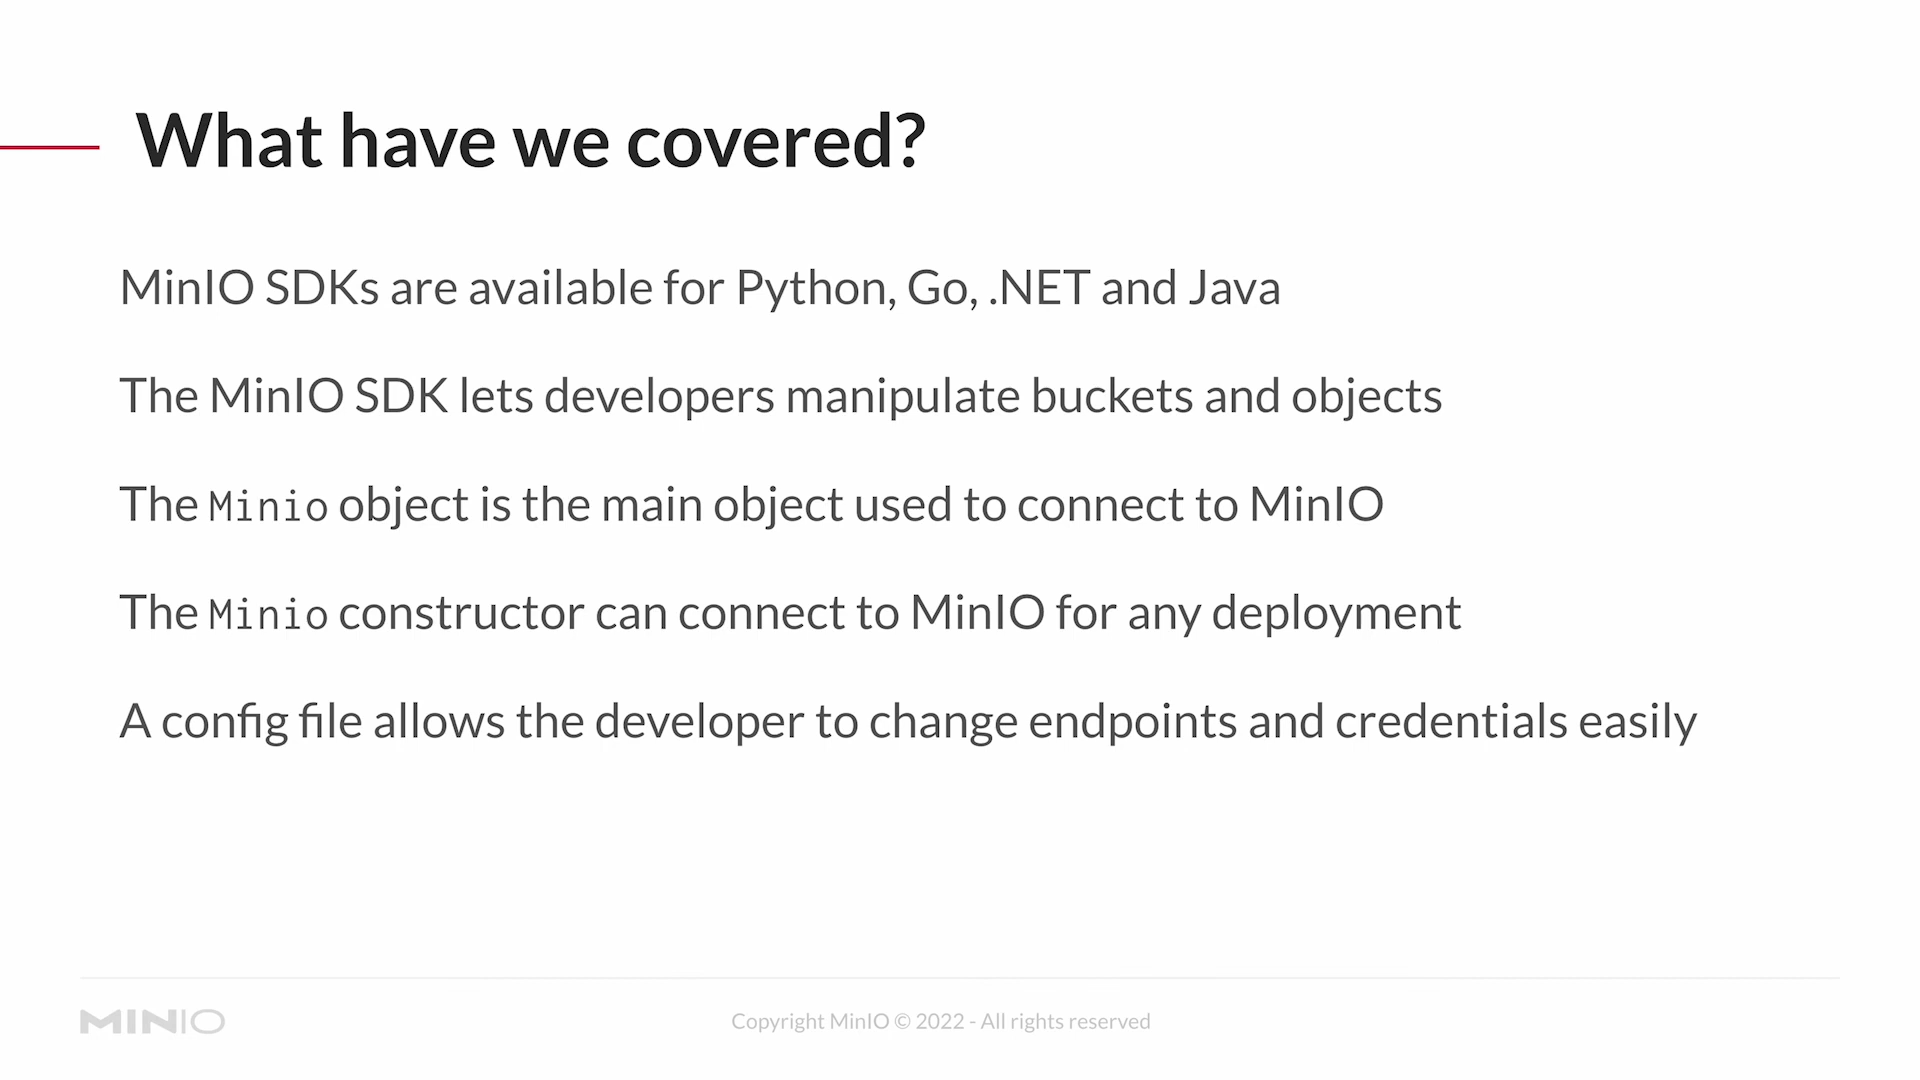 What have we covered?
MinIO SDKs are available for Python, Go, .NET and Java
The MinIO SDK lets developers manipulate buckets and objects
The Minio object is the main object used to connect to MinIO
The Minio constructor can connect to MinIO for any deployment
A config file allows the developer to change endpoints and credentials easily
MINIO
Copyright MinIO © 2022 - All rights reserved